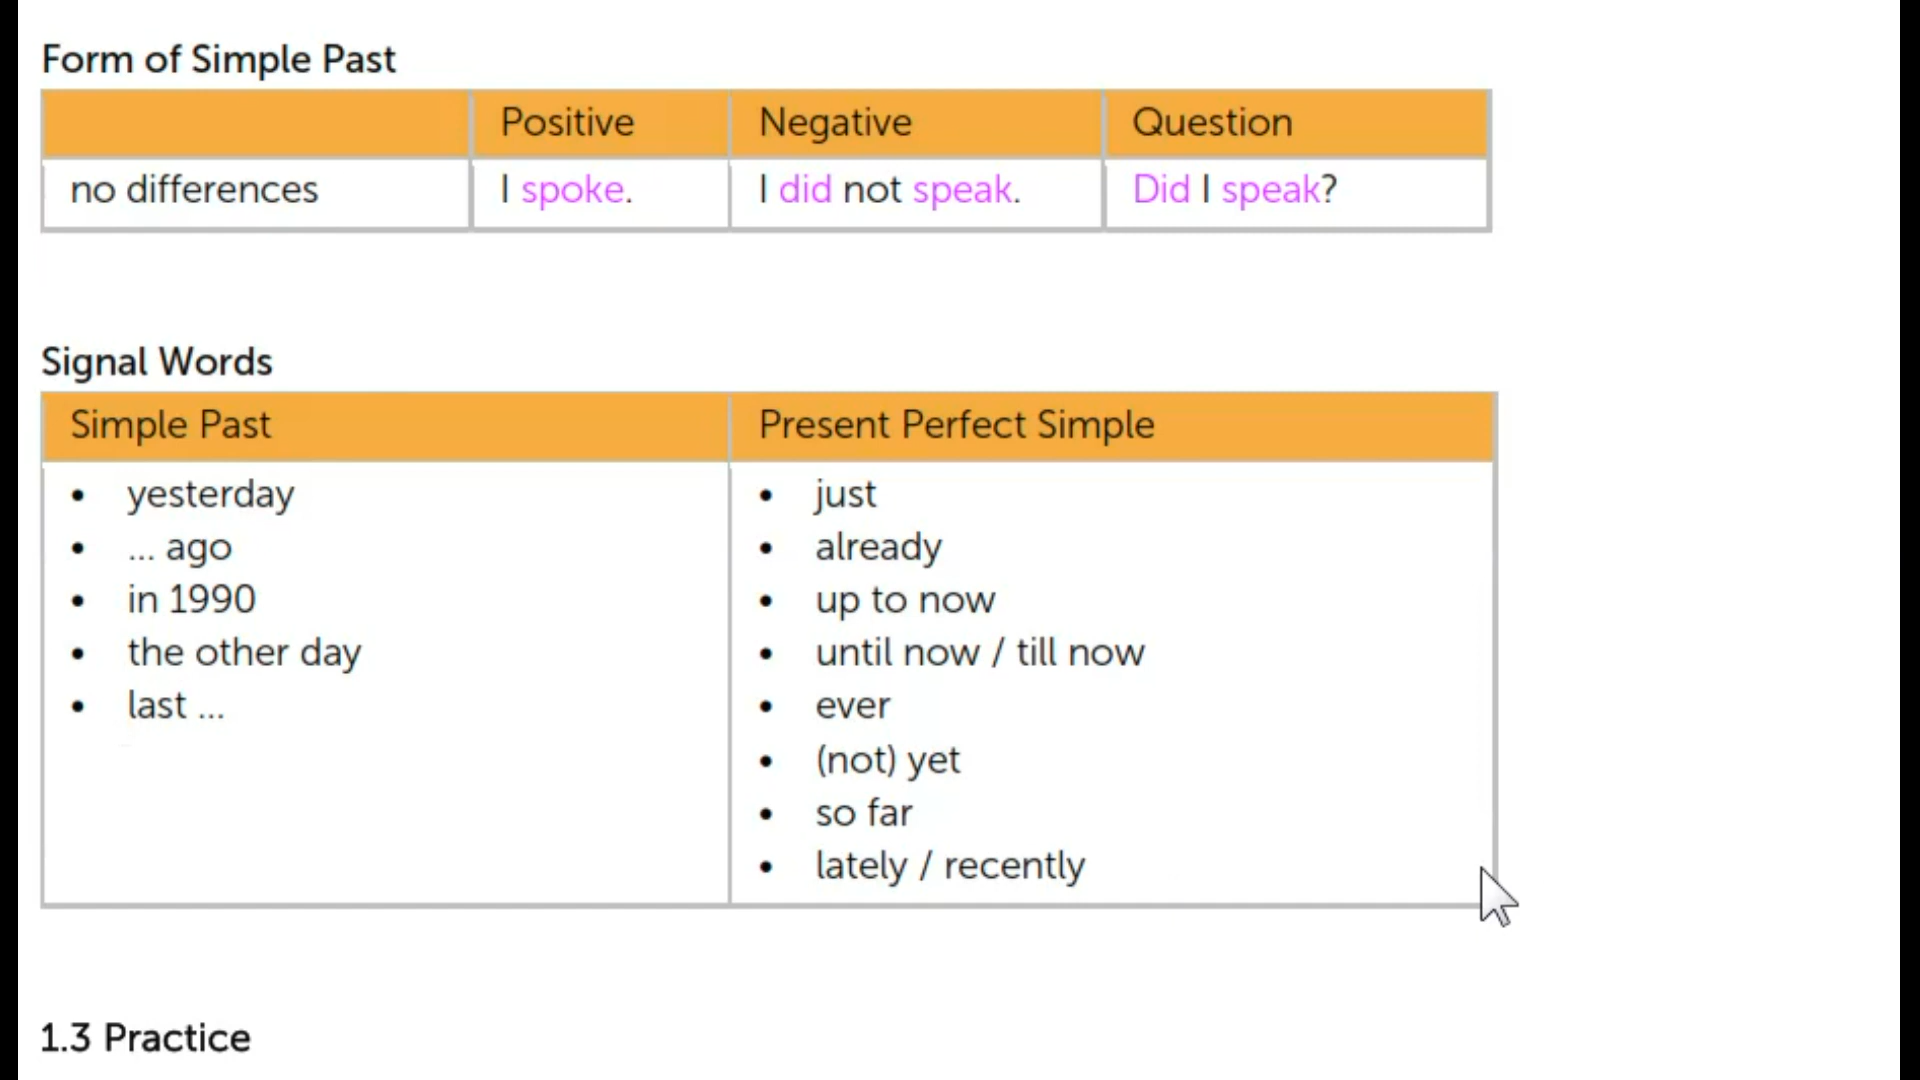 Form of Simple Past
Positive Negative Question
no differences I spoke. I did not speak. Did I speak?
Signal Words
Simple Past Present Perfect Simple
• yesterday
• ... ago
• in 1990
• the other day
• last ...
• just
• already
• up to now
• until now / till now
• ever
• (not) yet
• so far
• lately / recently
1.3 Practice